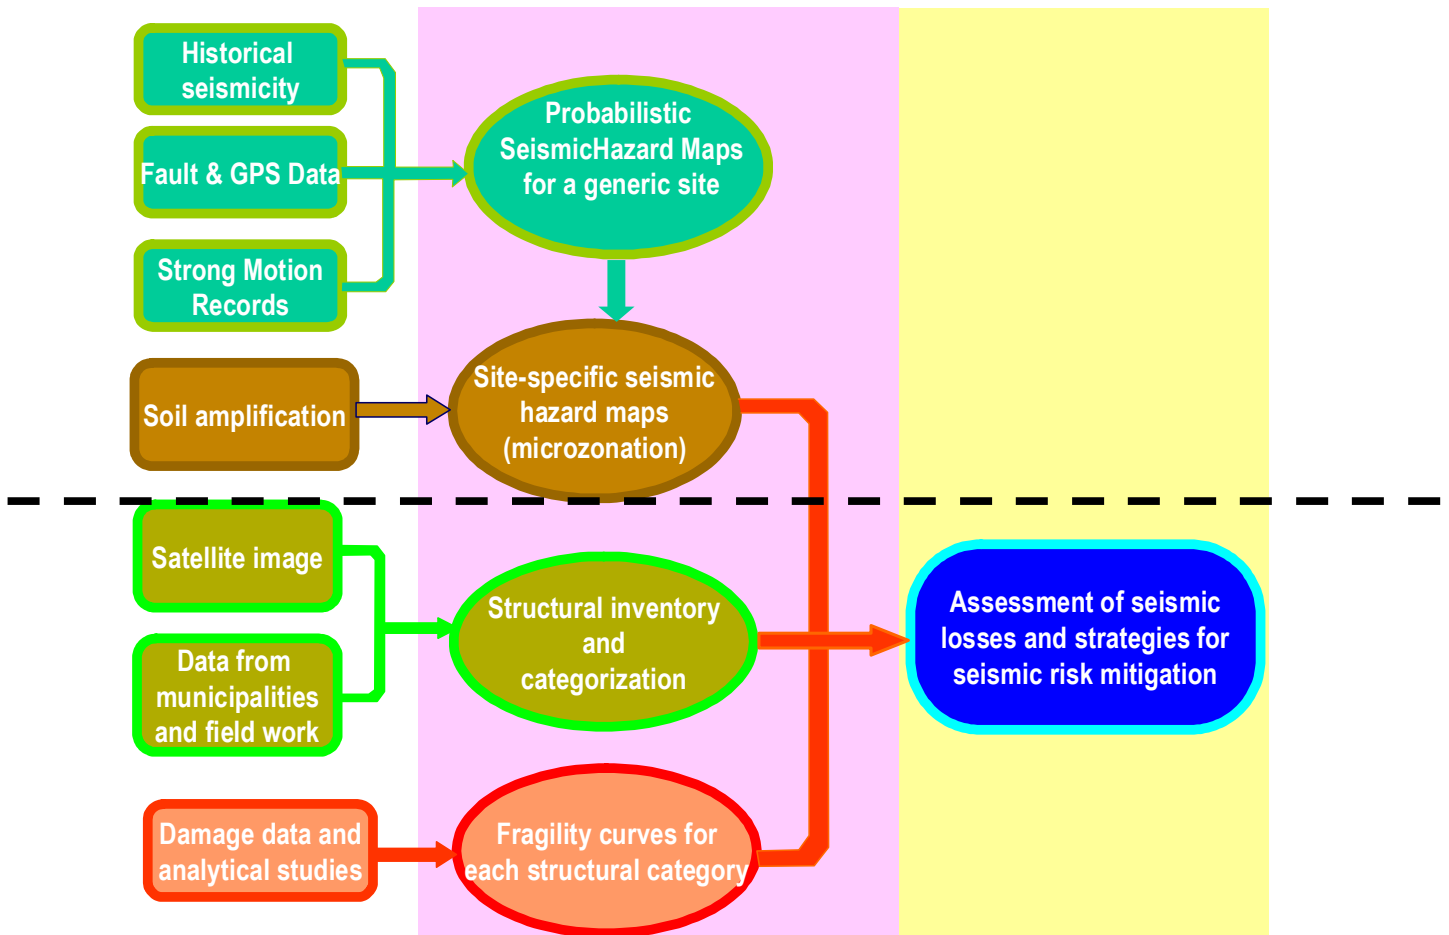 Historical
seismicity
Fault & GPS Data
Strong Motion
Records
Probabilistic
SeismicHazard Maps
for a generic site
Soil amplification
Site-specific seismic
hazard maps
(microzonation)
Satellite image
Data from
municipalities
and field work
Structural inventory
and
categorization
Assessment of seismic
losses and strategies for
seismic risk mitigation
Damage data and
analytical studies
Fragility curves for
each structural category